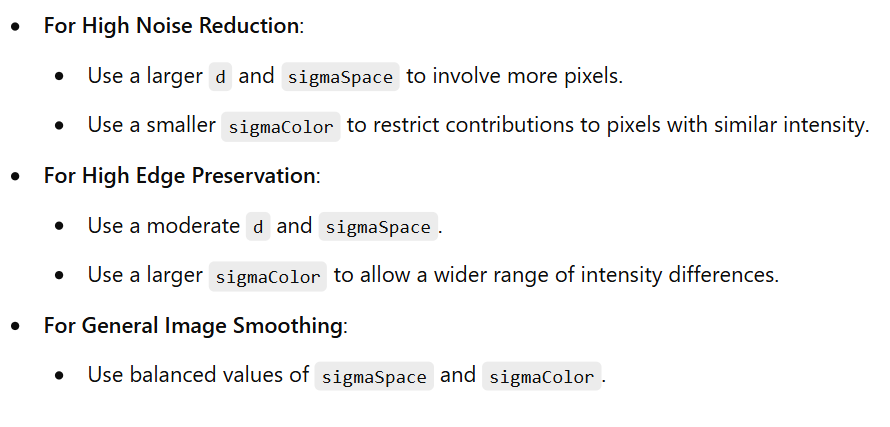 For High Noise Reduction:
Use a larger d and sigmaSpace to involve more pixels.
Use a smaller sigmaColor to restrict contributions to pixels with similar intensity.
For High Edge Preservation:
Use a moderate d and sigmaSpace.
Use a larger sigmaColor to allow a wider range of intensity differences.
For General Image Smoothing:
Use balanced values of sigmaSpace and sigmaColor.